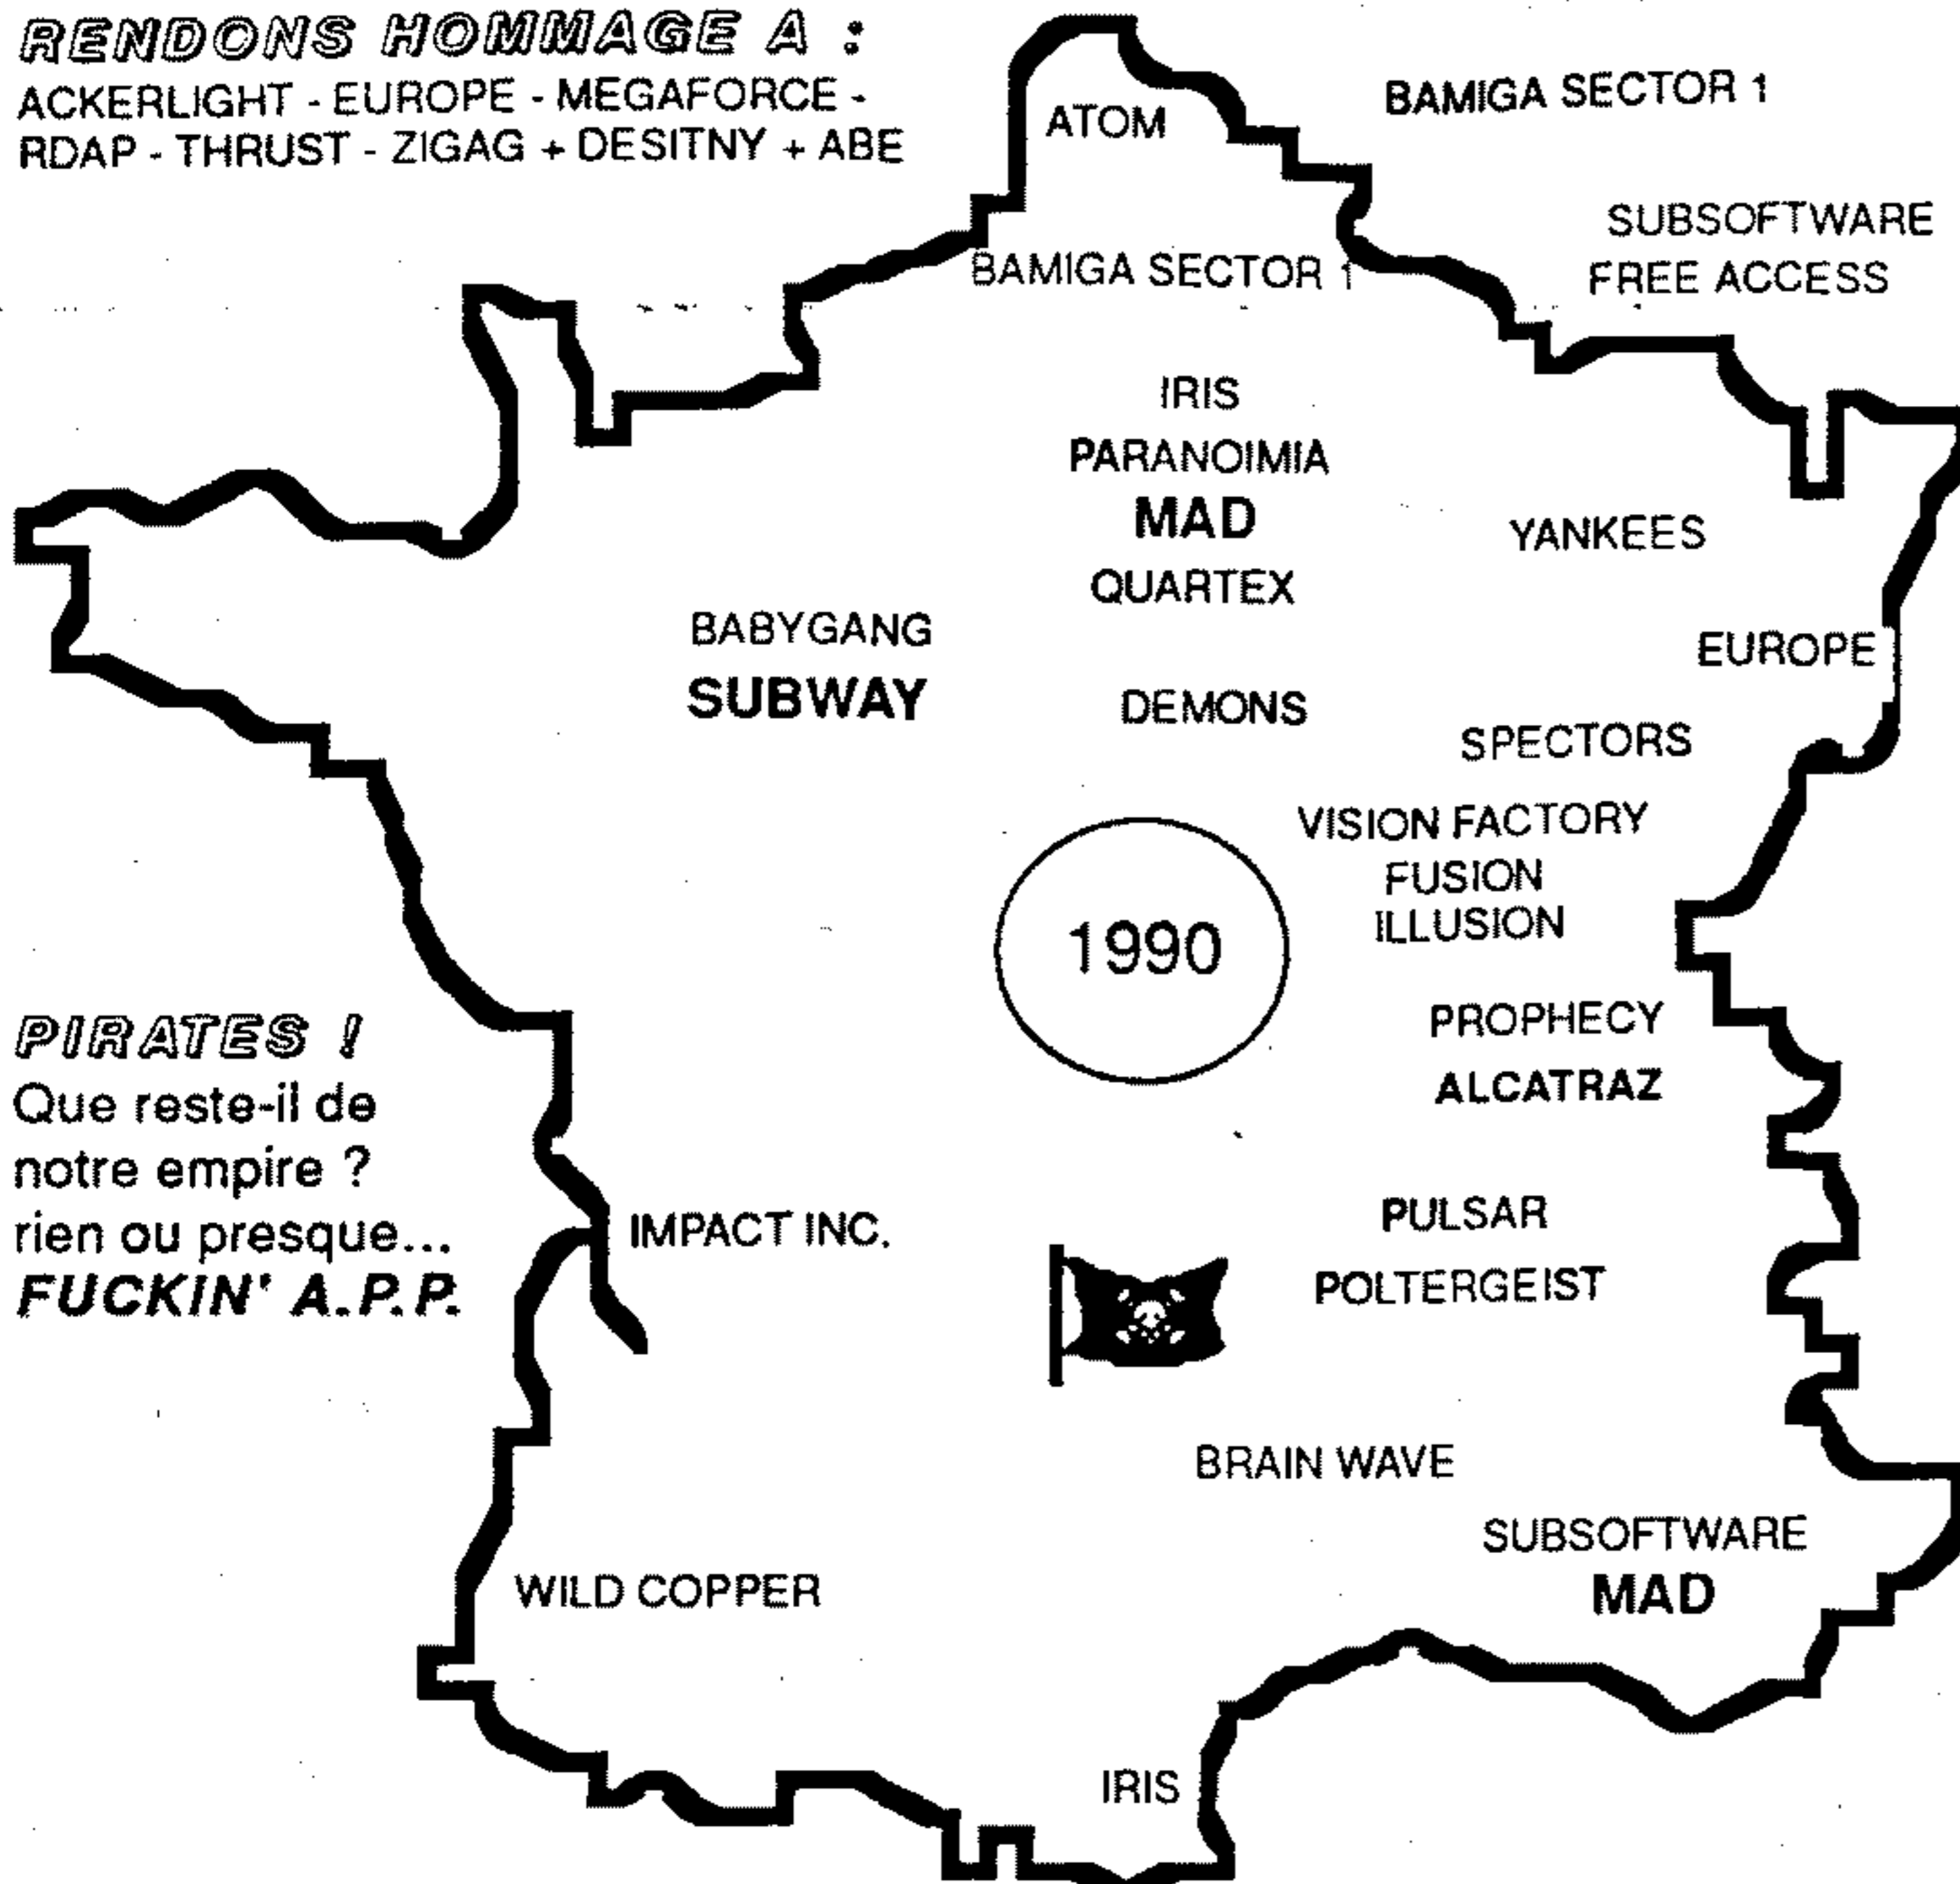 RENDONS HOMMAGE A :
ACKERLIGHT - EUROPE - MEGAFORCE -
RDAP - THRUST - ZIGAG + DESITNY + ABE
ATOM
BAMIGA SECTOR 1
SUBSOFTWARE
FREE ACCESS
BAMIGA SECTOR 1
IRIS
PARANOIMIA
MAD
QUARTEX
YANKEES
BABYGANG
SUBWAY
EUROPE
DEMONS
SPECTORS
VISION FACTORY
FUSION
ILLUSION
1990
PROPHECY
ALCATRAZ
PIRATES !
Que reste-il de
notre empire ?
rien ou presque...
FUCKIN' A.P.P.
IMPACT INC.
PULSAR
POLTERGEIST
BRAIN WAVE
SUBSOFTWARE
MAD
WILD COPPER
IRIS